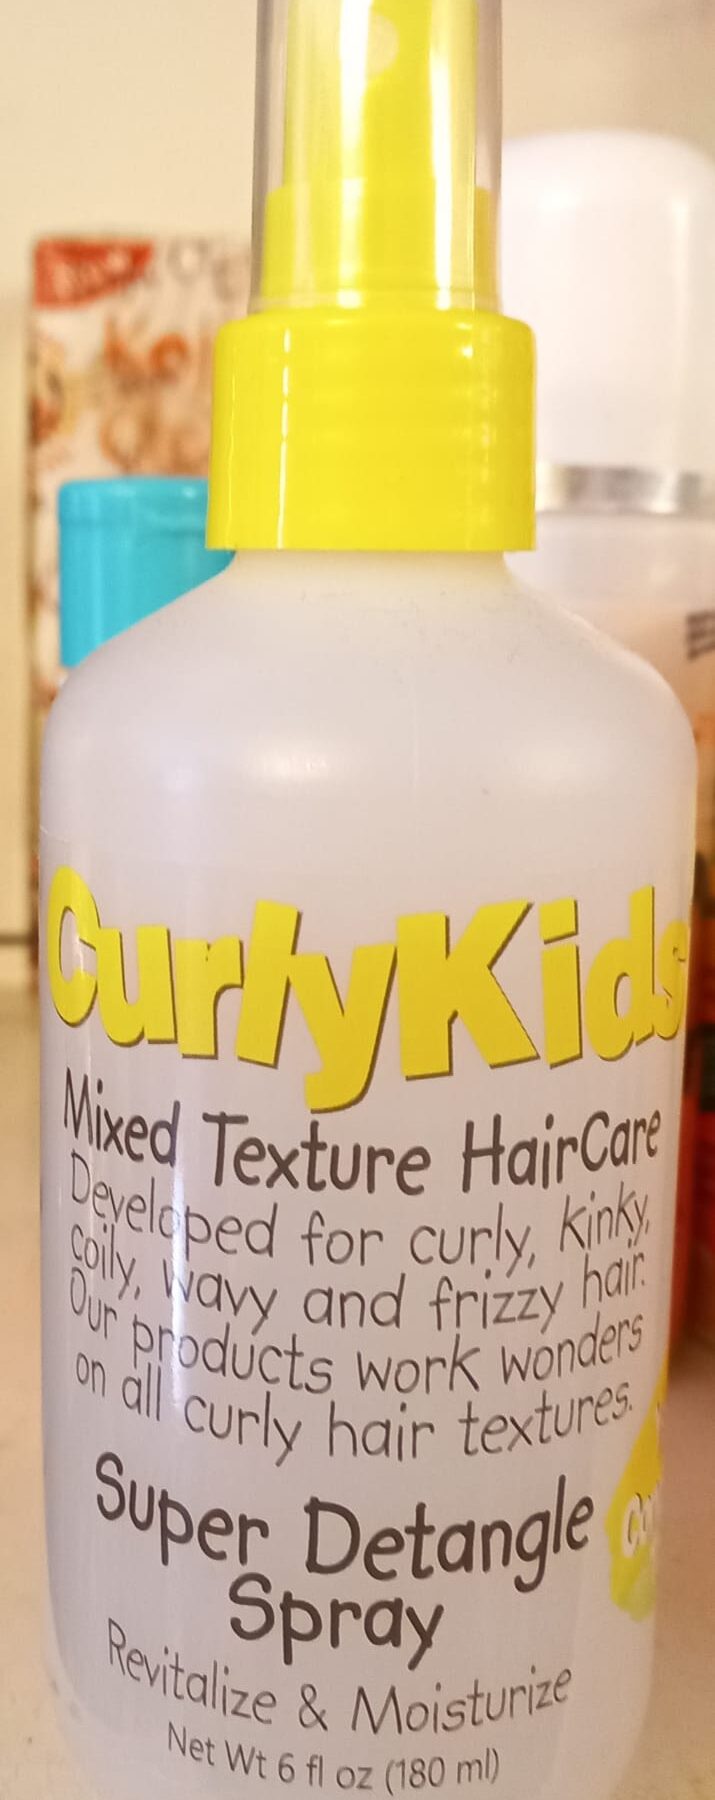 CurlyKids
Mixed Texture HairCare
Developed for curly, kinky,
coily, wavy and frizzy hair.
Our products work wonders
on all curly hair textures.
Super Detangle
Spray
Revitalize & Moisturize
Net Wt 6 fl oz (180 ml)